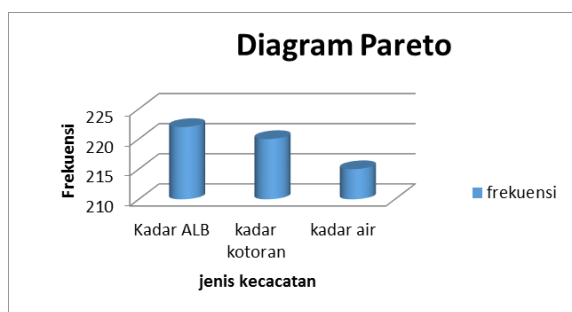 Diagram Pareto
Frekuensi
225
220
215
210
Kadar ALB
kadar
kotoran
kadar air
jenis kecacatan
frekuensi